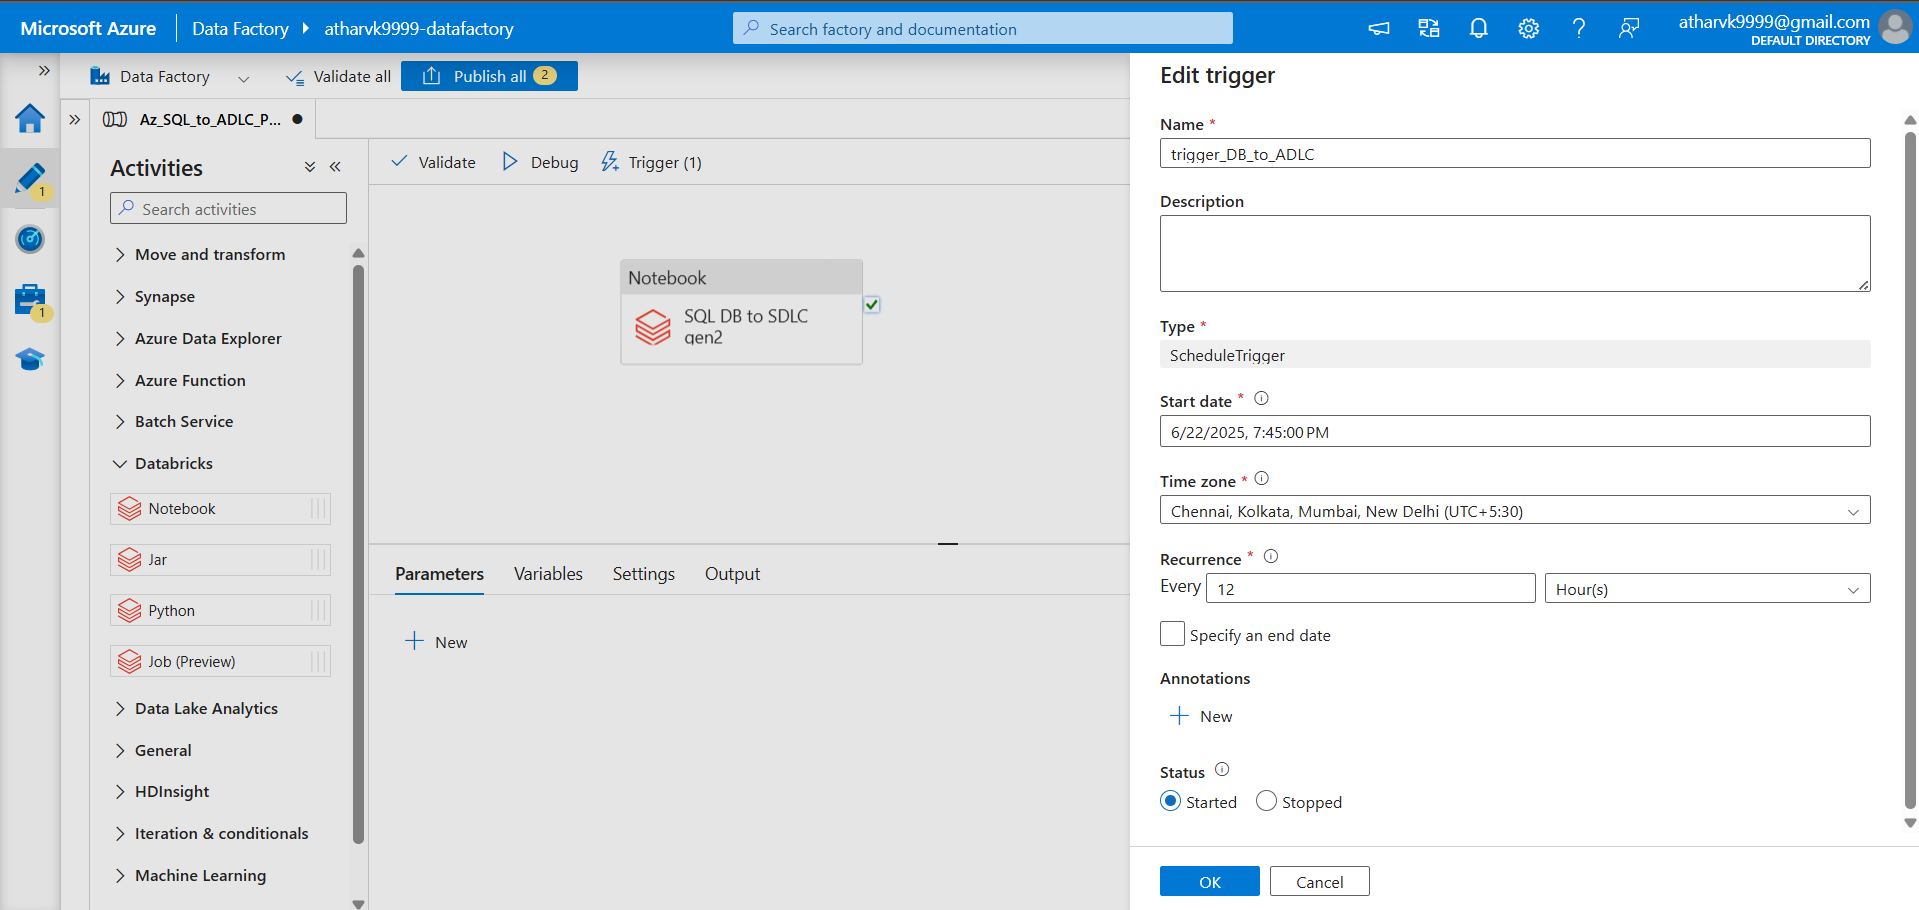 Microsoft Azure
Data Factory
atharvk9999-datafactory
Search factory and documentation
atharvk9999@gmail.com
DEFAULT DIRECTORY
Data Factory
Validate all
Publish all
2
Az_SQL_to_ADLC_P...
Activities
Search activities
Move and transform
Synapse
Azure Data Explorer
Azure Function
Batch Service
Databricks
Notebook
Jar
Python
Job (Preview)
Data Lake Analytics
General
HDInsight
Iteration & conditionals
Machine Learning
1
1
Validate
Debug
Trigger (1)
Notebook
SQL DB to SDLC
gen2
Parameters
Variables
Settings
Output
New
Edit trigger
Name *
trigger_DB_to_ADLC
Description
Type *
ScheduleTrigger
Start date *
6/22/2025, 7:45:00 PM
Time zone *
Chennai, Kolkata, Mumbai, New Delhi (UTC+5:30)
Recurrence *
Every
12
Hour(s)
Specify an end date
Annotations
New
Status
Started
Stopped
OK
Cancel